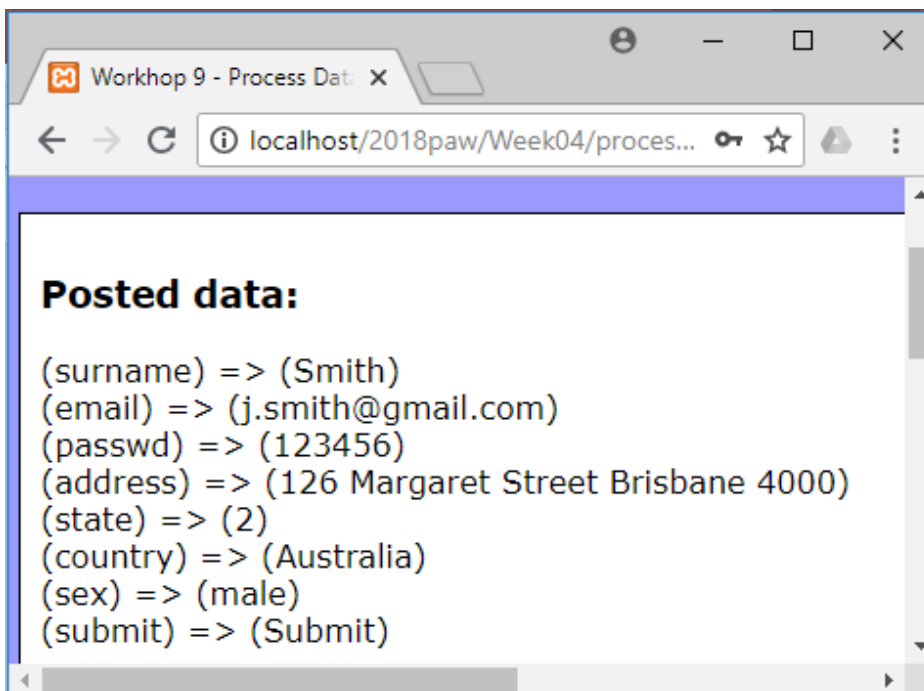 Workhop 9 - Process Dat
localhost/2018paw/Week04/proces...
Posted data:
(surname) => (Smith)
(email) => (j.smith@gmail.com)
(passwd) => (123456)
(address) => (126 Margaret Street Brisbane 4000)
(state) => (2)
(country) => (Australia)
(sex) => (male)
(submit) => (Submit)